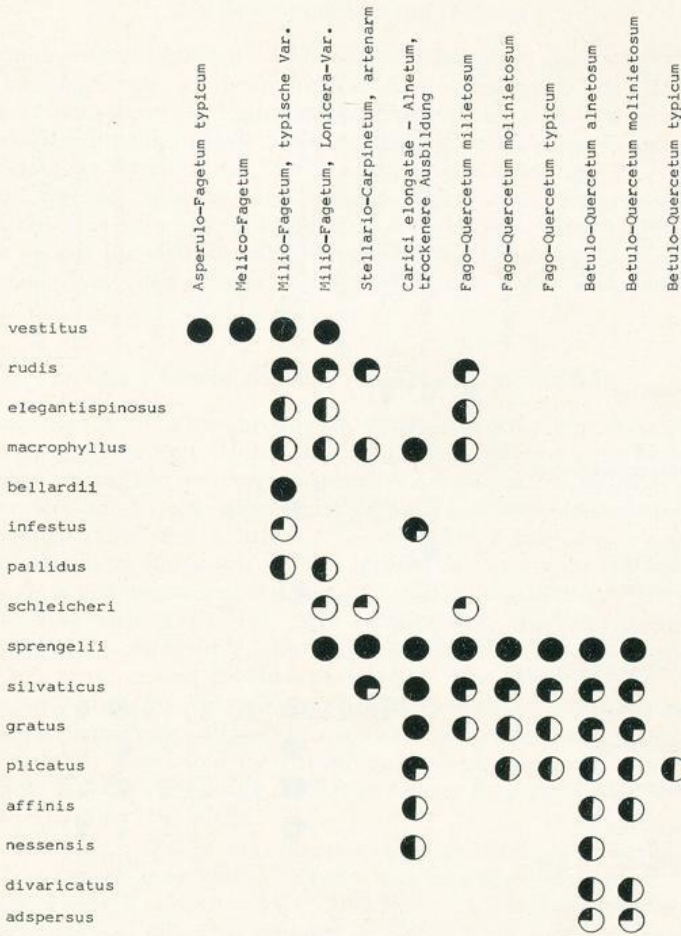 Asperulo-Fagetum typicum
Melico-Fagetum
Milio-Fagetum, typische Var.
Milio-Fagetum, Lonicera-Var.
Stellario-Carpinetum, artenarm
Carici elongatae - Alnetum,
trockenere Ausbildung
Fago-Quercetum milietosum
Fago-Quercetum molinietosum
Fago-Quercetum typicum
Betulo-Quercetum alnetosum
Betulo-Quercetum molinietosum
Betulo-Quercetum typicum
vestitus
rudis
elegantispinosus
macrophyllus
bellardii
infestus
pallidus
schleicheri
sprengelii
silvaticus
gratus
plicatus
affinis
nessensis
divaricatus
adspersus